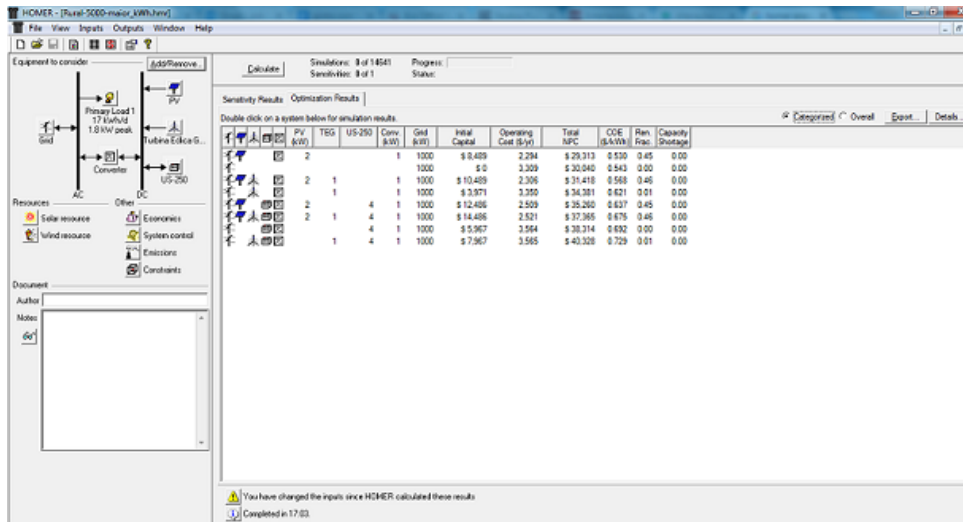 HOMER - [Rural-5000-maior_kWh.hmr]
File View Inputs Outputs Window Help
Equipment to consider Add/Remove...
Calculate
Simulations: 0 of 14641 Progress:
Sensitivities: 0 of 1 Status:
PV
Primary Load 1
17 kWh/d
1.8 kW peak
Grid
Turbina Eolica G...
Converter
US-250
AC DC
Sensitivity Results Optimization Results
Double click on a system below for simulation results.
Categorized Overall Export... Details...
PV (kW) TEG US-250 Conv. (kW) Grid (kW) Initial Capital Operating Cost ($/yr) Total NPC COE ($/kWh) Ren. Frac. Capacity Shortage
2 1 1000 $ 8,489 2,294 $ 29,313 0.530 0.45 0.00
1000 $ 0 3,309 $ 30,040 0.543 0.00 0.00
2 1 1 1000 $ 10,489 2,306 $ 31,418 0.568 0.46 0.00
1 1 1000 $ 3,971 3,350 $ 34,381 0.621 0.01 0.00
2 4 1 1000 $ 12,486 2,509 $ 35,260 0.637 0.45 0.00
2 1 4 1 1000 $ 14,486 2,521 $ 37,365 0.675 0.46 0.00
4 1 1000 $ 5,967 3,564 $ 38,314 0.692 0.00 0.00
1 4 1 1000 $ 7,967 3,565 $ 40,328 0.729 0.01 0.00
Resources Other
Solar resource Economics
Wind resource System control
Emissions
Constraints
Document
Author
Notes
You have changed the inputs since HOMER calculated these results
Completed in 17:03.